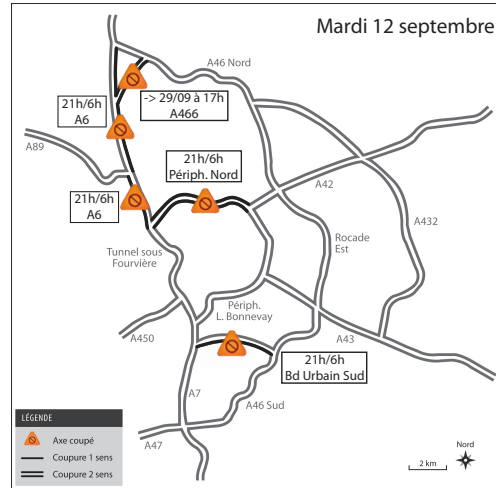 Mardi 12 septembre
A46 Nord
-> 29/09 à 17h
A466
21h/6h
A6
A89
21h/6h
Périph. Nord
A42
21h/6h
A6
A432
Tunnel sous
Fourvière
Rocade
Est
Périph.
L. Bonnevay
A450
A43
21h/6h
Bd Urbain Sud
A7
A46 Sud
A47
LÉGENDE
Axe coupé
Coupure 1 sens
Coupure 2 sens
Nord
2 km